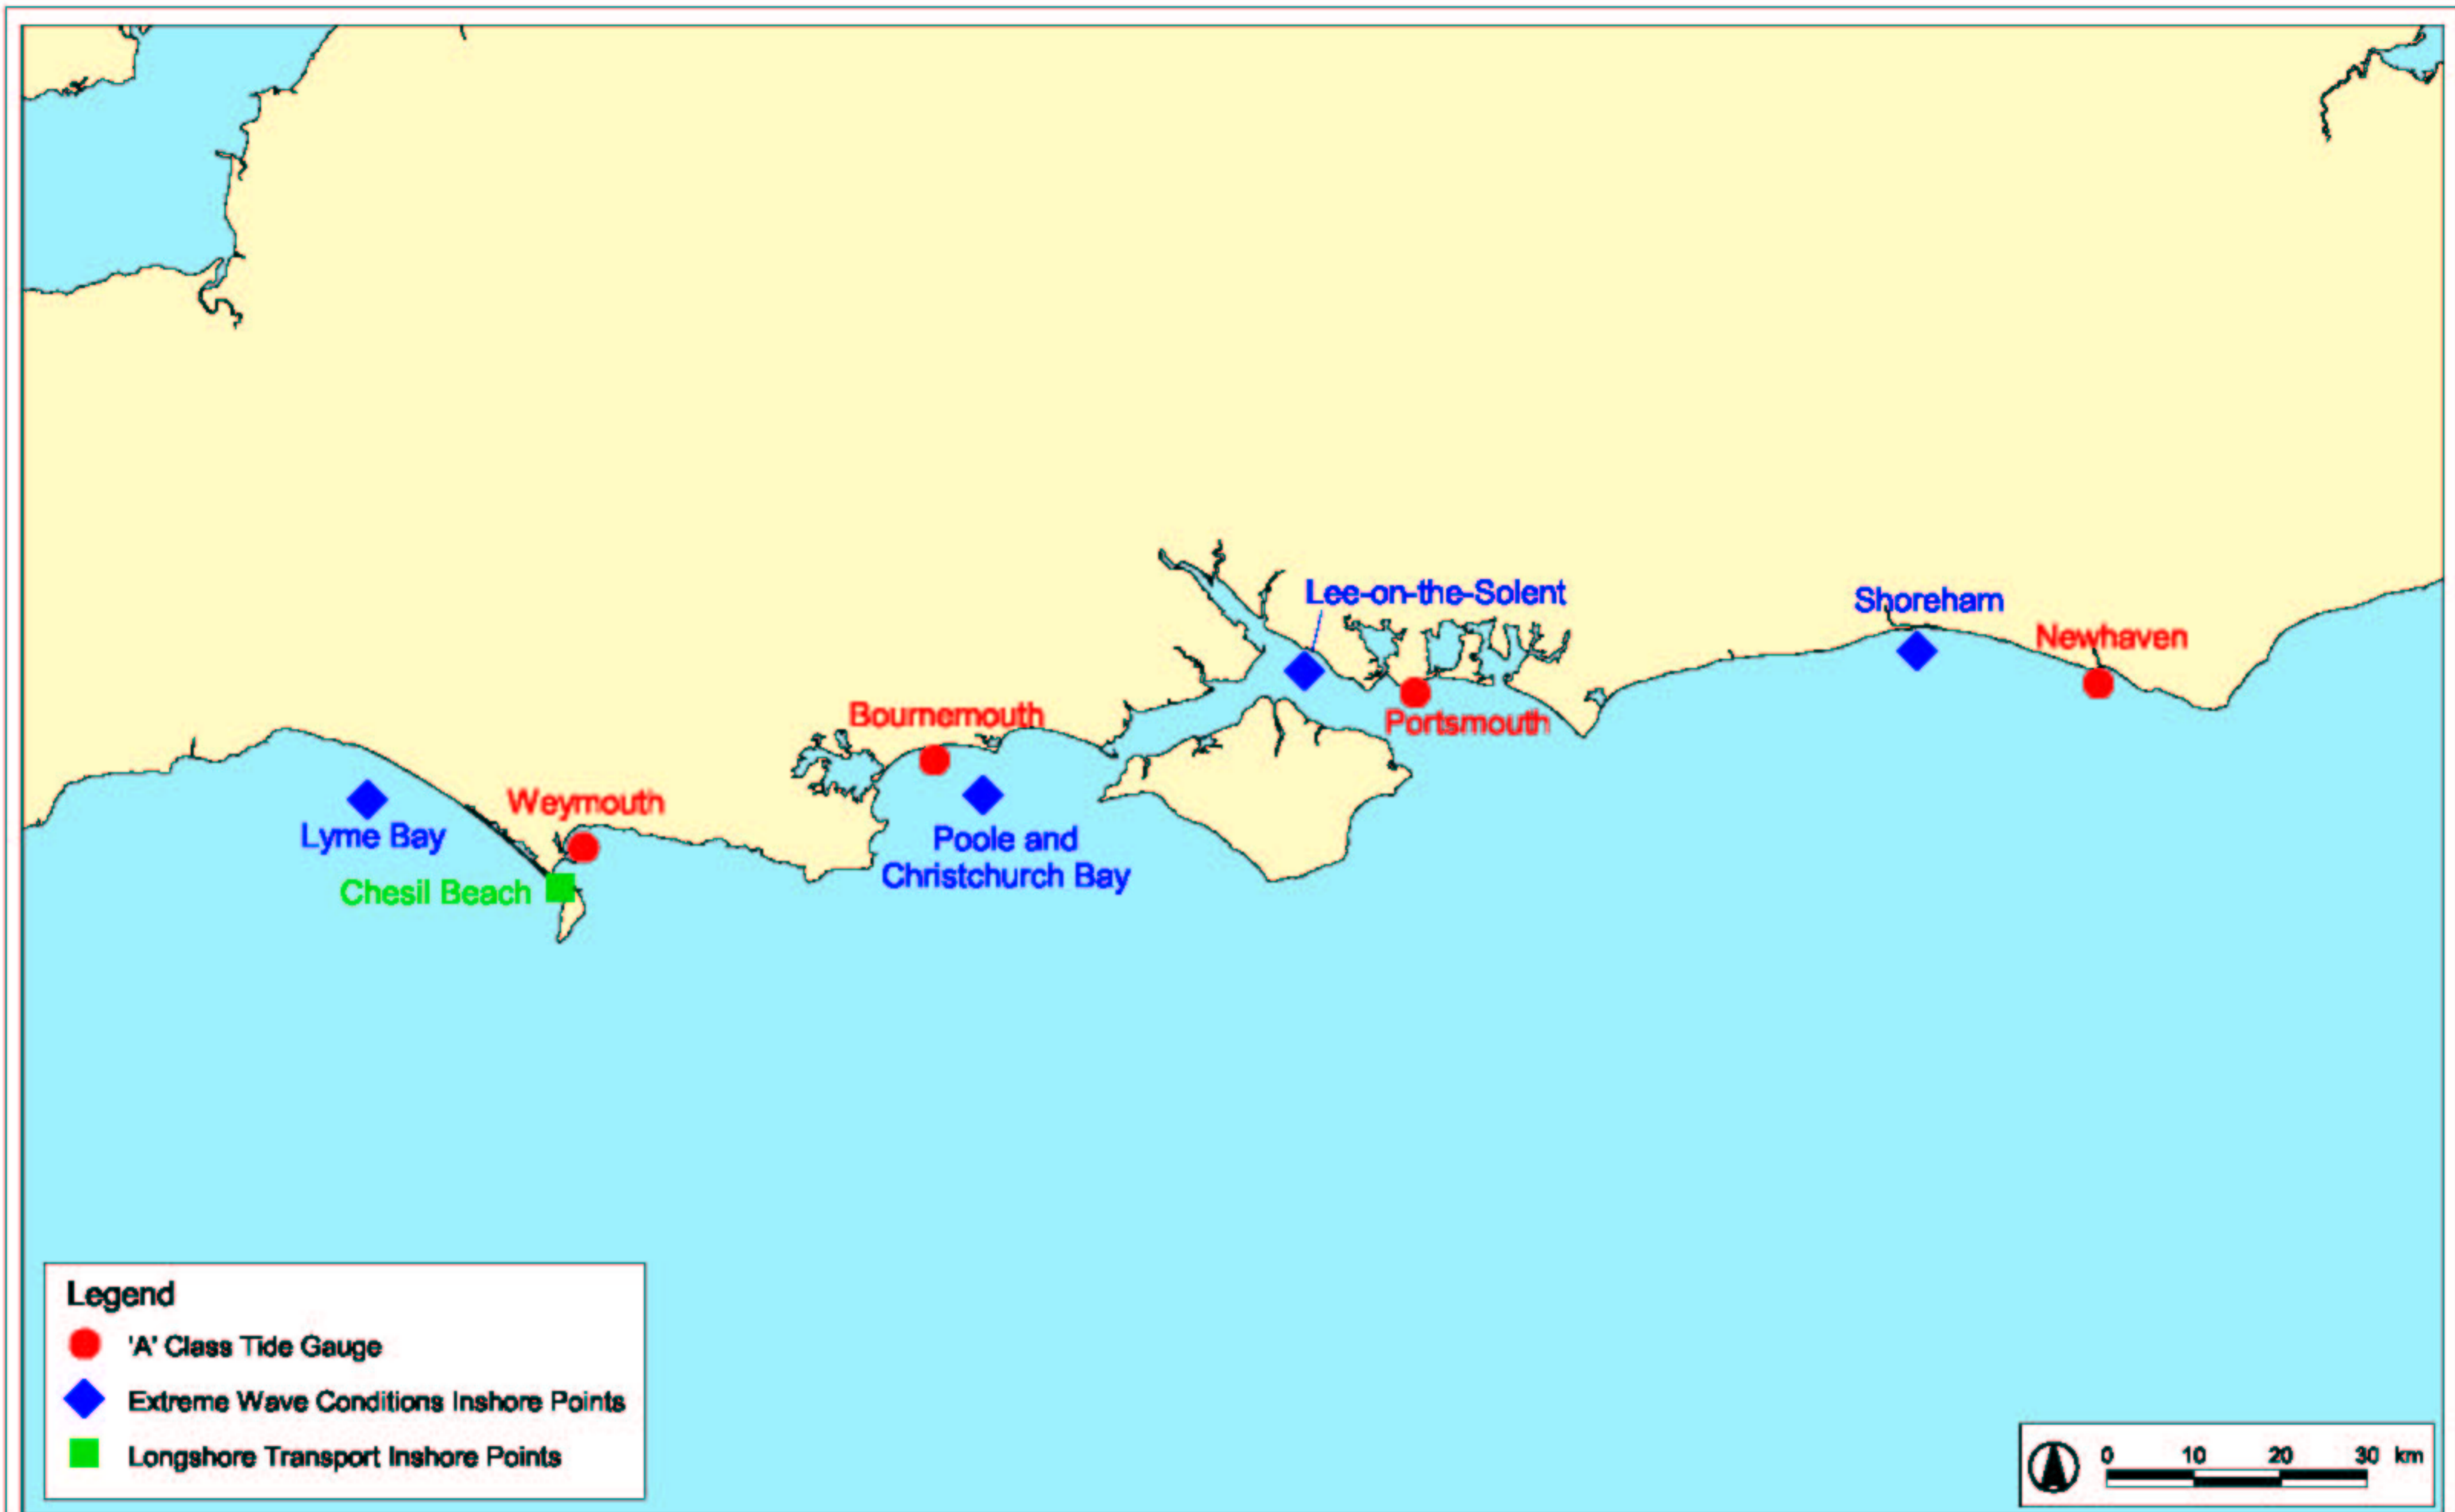 Lee-on-the-Solent
Shoreham
Newhaven
Bournemouth
Portsmouth
Weymouth
Lyme Bay
Poole and
Christchurch Bay
Chesil Beach
Legend
'A' Class Tide Gauge
Extreme Wave Conditions Inshore Points
Longshore Transport Inshore Points
0 10 20 30 km